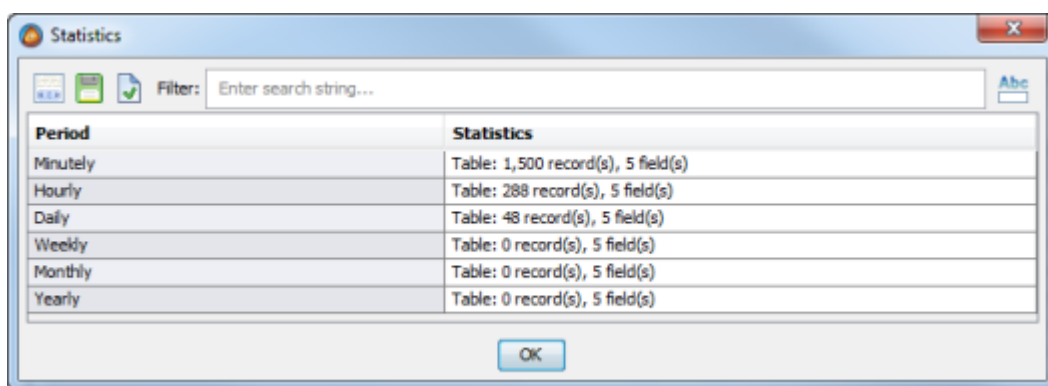 Statistics
Filter: Enter search string... Abc
Period Statistics
Minutely Table: 1,500 record(s), 5 field(s)
Hourly Table: 288 record(s), 5 field(s)
Daily Table: 48 record(s), 5 field(s)
Weekly Table: 0 record(s), 5 field(s)
Monthly Table: 0 record(s), 5 field(s)
Yearly Table: 0 record(s), 5 field(s)
OK